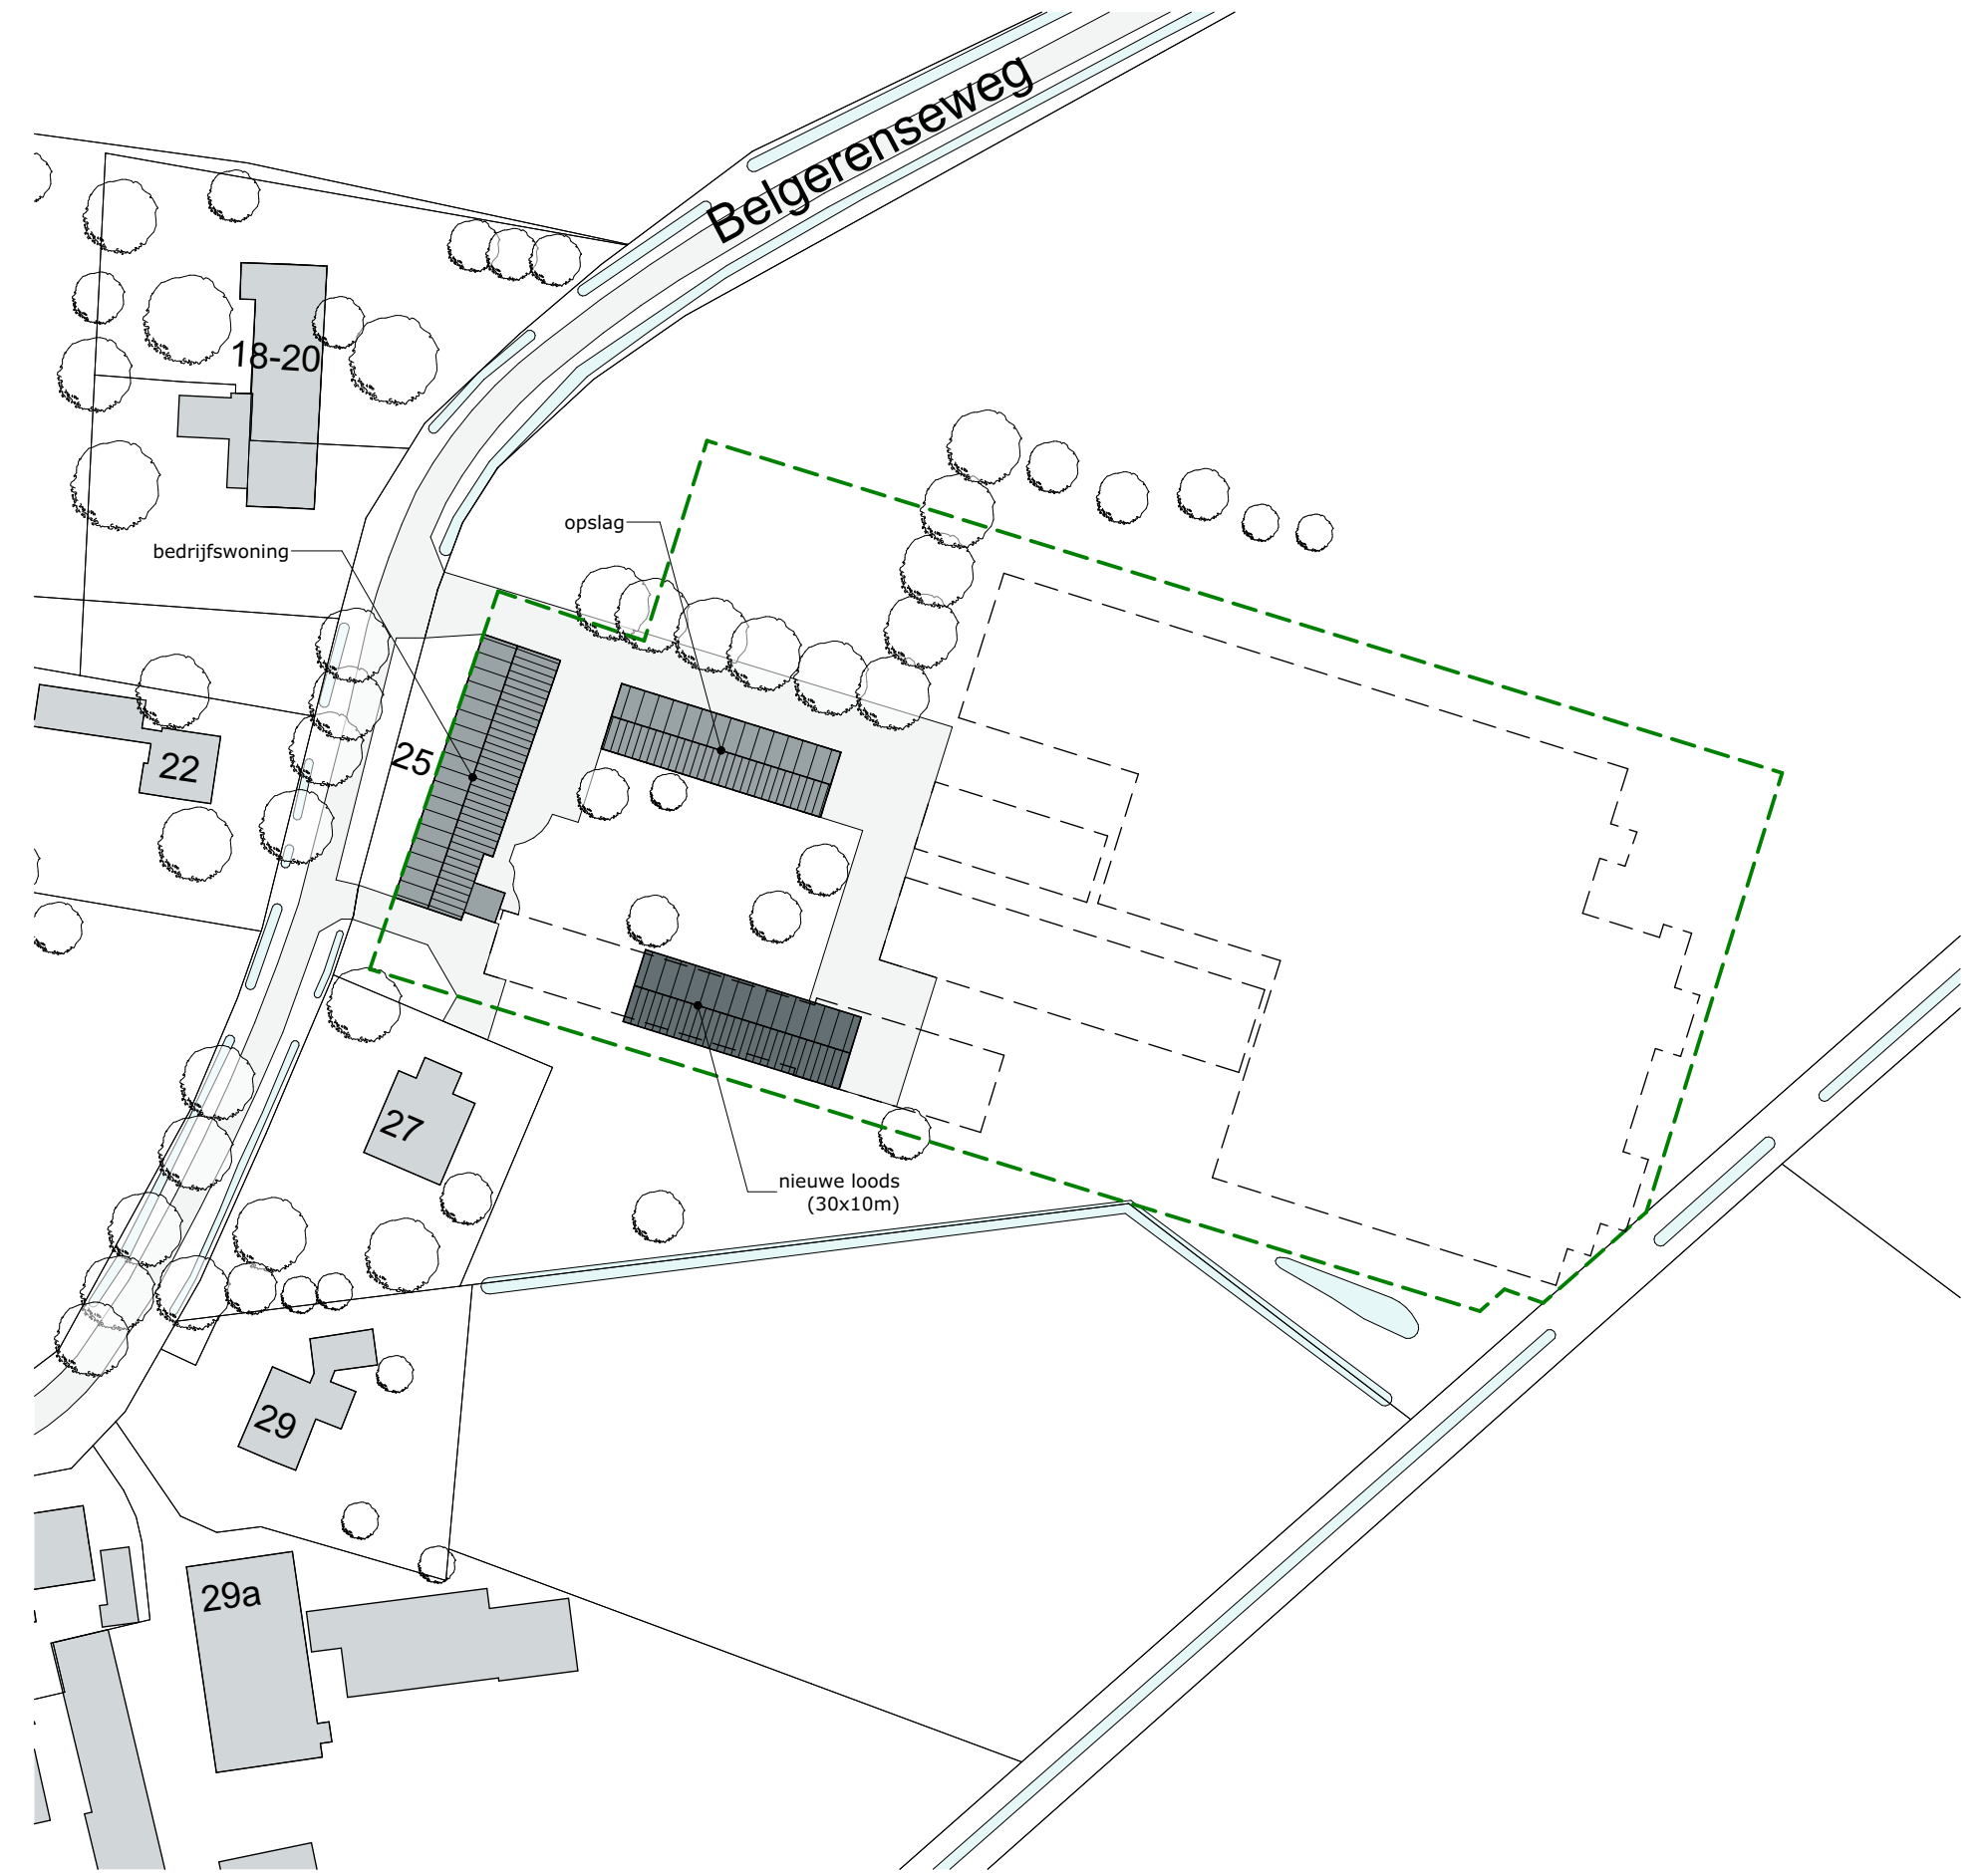 Belgerenseweg
18-20
opslag
bedrijfswoning
25
22
27
nieuwe loods
(30x10m)
29
29a